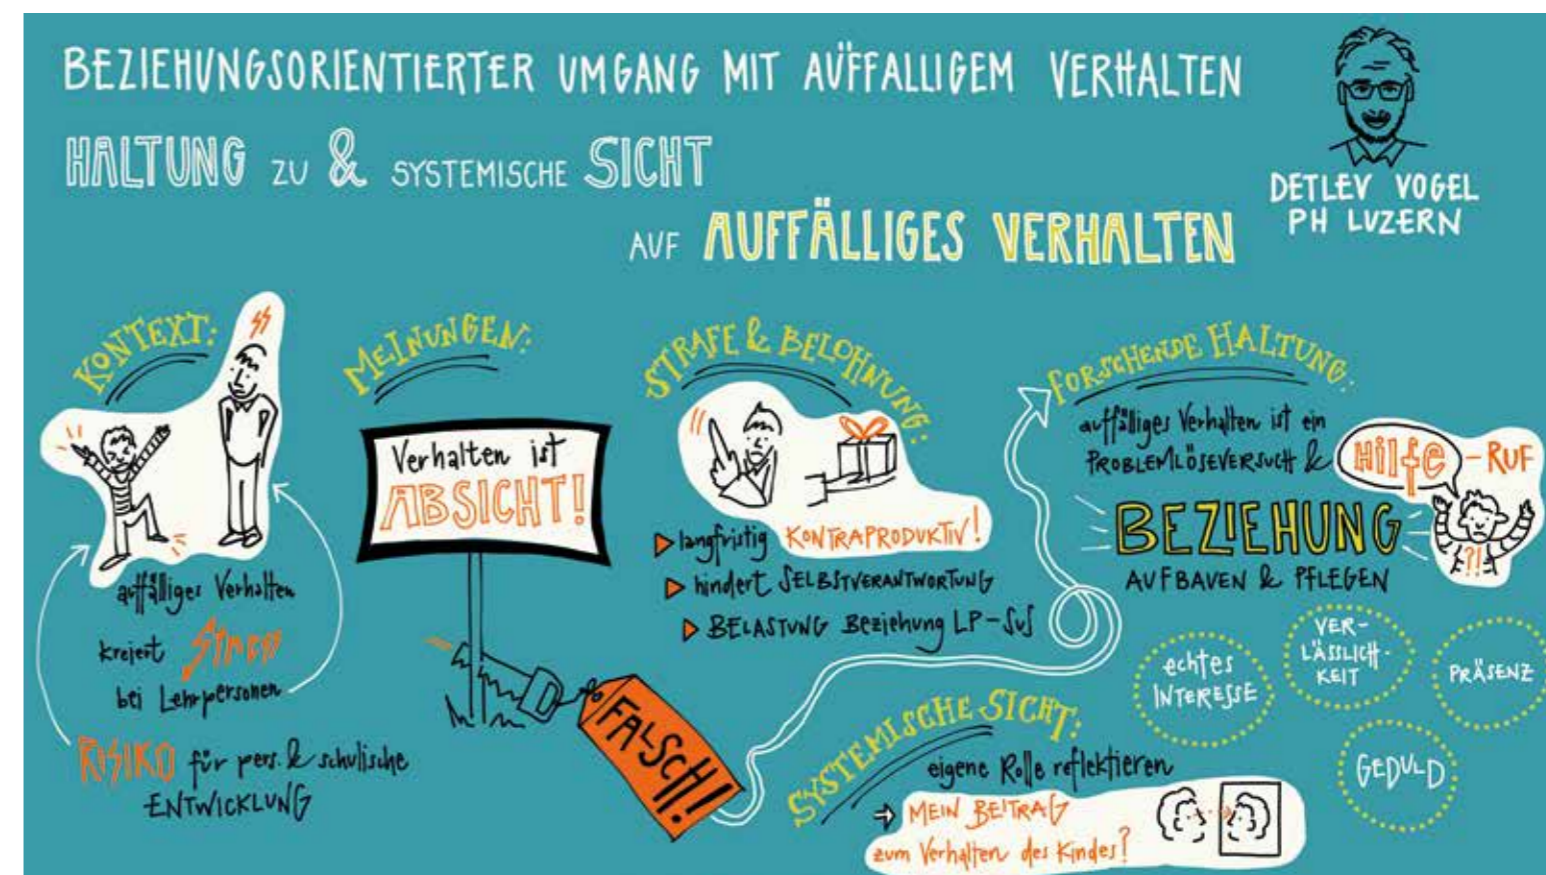 BEZIEHUNGSORIENTIERTER UMGANG MIT AÜFFALLIGEM VERHALTEN
HALTUNG ZU & SYSTEMISCHE SICHT
AUF AUFFÄLLIGES VERHALTEN
DETLEV VOGEL
PH LUZERN
KONTEXT:
auffälliges Verhalten
kreiert Stress
bei Lehrpersonen
RISIKO für pers. & schulische
ENTWICKLUNG
MEINUNGEN:
Verhalten ist
ABSICHT!
FALSCH!
STRAFE & BELOHNUNG:
langfristig KONTRAPRODUKTIV!
hindert SELBSTVERANTWORTUNG
BELASTUNG Beziehung LP-SuS
FORSCHENDE HALTUNG:
auffälliges Verhalten ist ein
PROBLEMLÖSEVERSUCH & Hilfe-RUF
BEZIEHUNG
AUFBAUEN & PFLEGEN
?!
echtes
INTERESSE
VER-
LÄSSLICH-
KEIT
PRÄSENZ
GEDULD
SYSTEMISCHE SICHT:
eigene Rolle reflektieren
MEIN BEITRAG
zum Verhalten des Kindes?